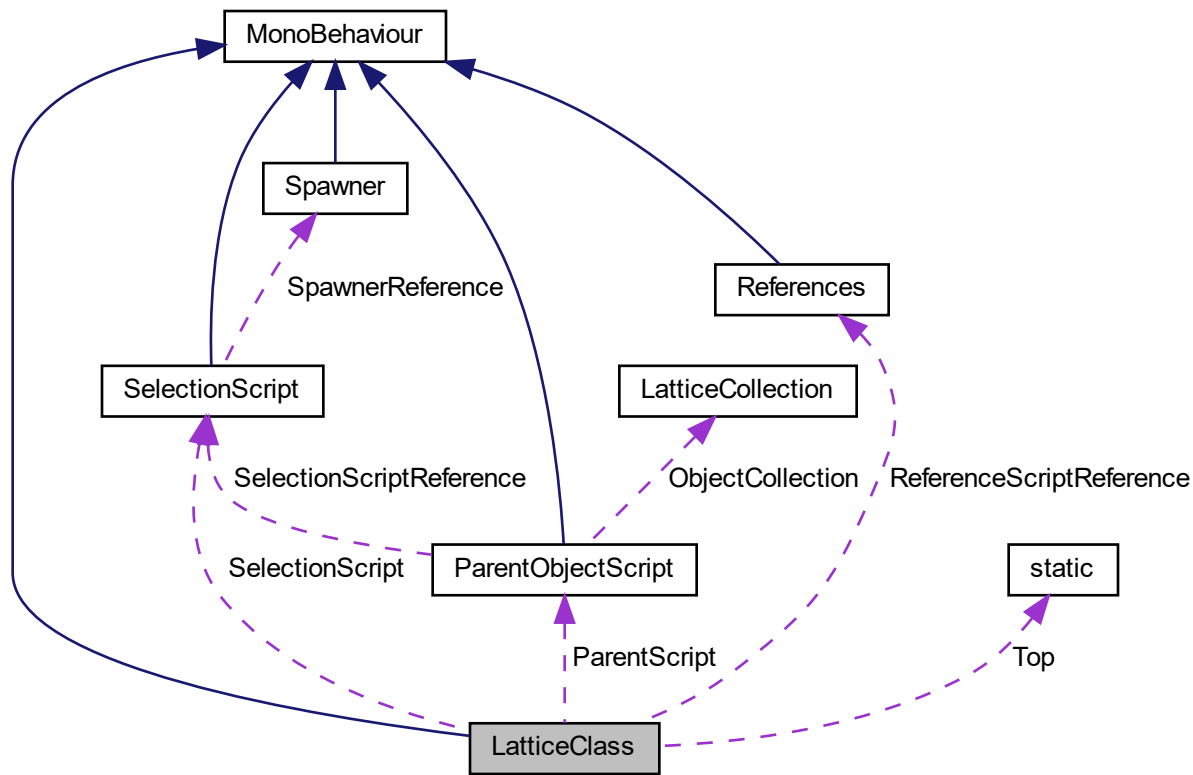 MonoBehaviour
Spawner
SpawnerReference
References
SelectionScript
LatticeCollection
SelectionScriptReference
ObjectCollection
ReferenceScriptReference
SelectionScript
ParentObjectScript
static
ParentScript
Top
LatticeClass